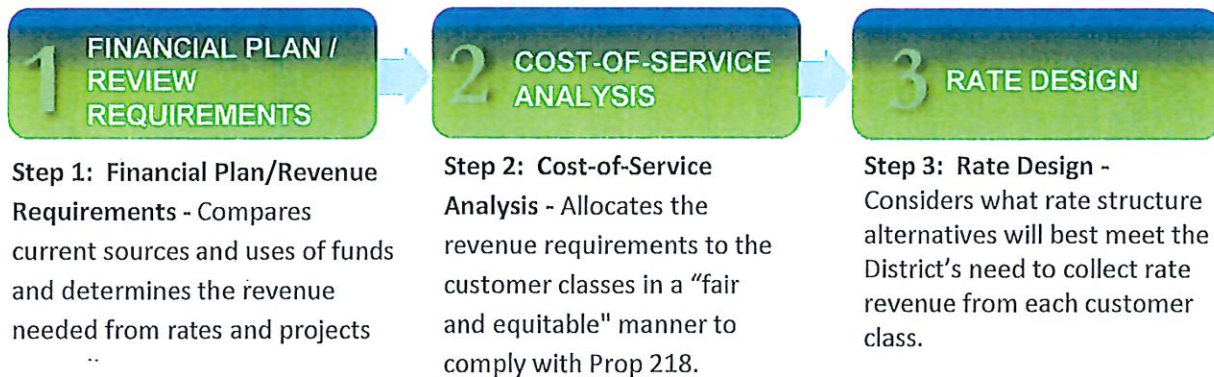 1 FINANCIAL PLAN /
REVIEW
REQUIREMENTS
2 COST-OF-SERVICE
ANALYSIS
3 RATE DESIGN
Step 1: Financial Plan/Revenue
Requirements - Compares
current sources and uses of funds
and determines the revenue
needed from rates and projects
Step 2: Cost-of-Service
Analysis - Allocates the
revenue requirements to the
customer classes in a “fair
and equitable" manner to
comply with Prop 218.
Step 3: Rate Design -
Considers what rate structure
alternatives will best meet the
District’s need to collect rate
revenue from each customer
class.